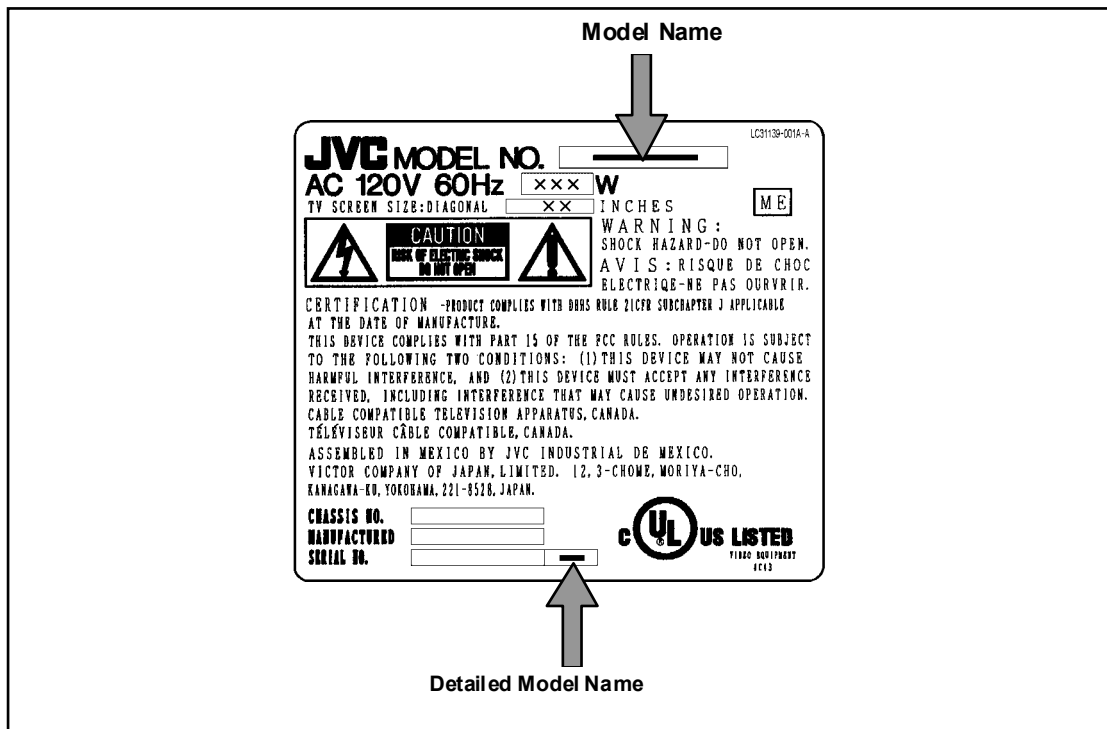 Model Name
LC31139-001A-A
JVC MODEL NO.
AC 120V 60Hz ××× W
TV SCREEN SIZE:DIAGONAL ×× INCHES
ME
WARNING:
SHOCK HAZARD-DO NOT OPEN.
AVIS:RISQUE DE CHOC
ELECTRIQE-NE PAS OURVRIR.
CAUTION
RISK OF ELECTRIC SHOCK
DO NOT OPEN
CERTIFICATION -PRODUCT COMPLIES WITH DHHS RULE 21CFR SUBCHAPTER J APPLICABLE
AT THE DATE OF MANUFACTURE.
THIS DEVICE COMPLIES WITH PART 15 OF THE FCC RULES. OPERATION IS SUBJECT
TO THE FOLLOWING TWO CONDITIONS: (1)THIS DEVICE MAY NOT CAUSE
HARMFUL INTERFERENCE, AND (2)THIS DEVICE MUST ACCEPT ANY INTERFERENCE
RECEIVED, INCLUDING INTERFERENCE THAT MAY CAUSE UNDESIRED OPERATION.
CABLE COMPATIBLE TELEVISION APPARATUS, CANADA.
TÉLÉVISEUR CÂBLE COMPATIBLE, CANADA.
ASSEMBLED IN MEXICO BY JVC INDUSTRIAL DE MEXICO.
VICTOR COMPANY OF JAPAN, LIMITED. 12, 3-CHOME, MORIYA-CHO,
KANAGAWA-KU, YOKOHAMA, 221-8528, JAPAN.
CHASSIS NO.
MANUFACTURED
SERIAL NO.
C UL US LISTED
VIDEO EQUIPMENT
Detailed Model Name